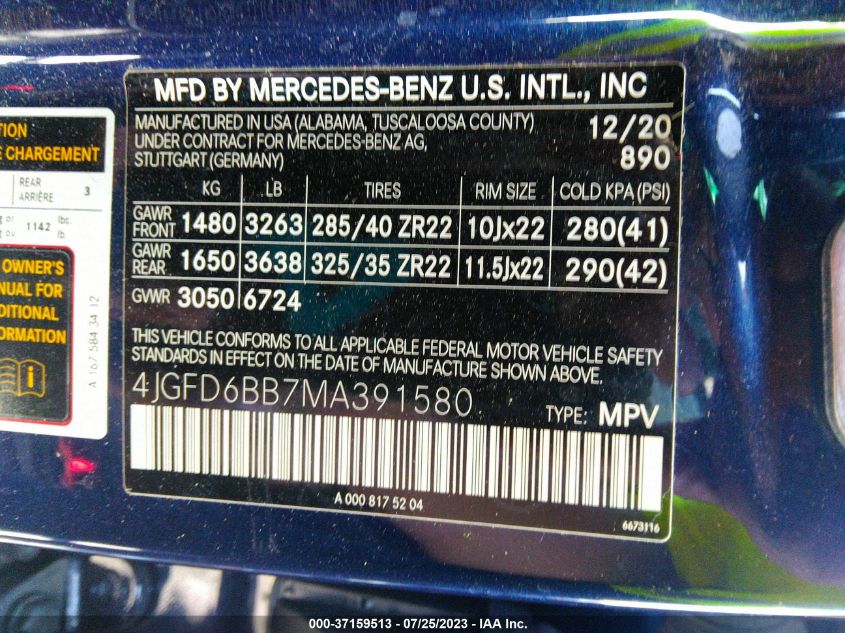 MFD BY MERCEDES-BENZ U.S. INTL., INC
MANUFACTURED IN USA (ALABAMA, TUSCALOOSA COUNTY) 12/20
UNDER CONTRACT FOR MERCEDES-BENZ AG, 890
STUTTGART (GERMANY)
KG LB TIRES RIM SIZE COLD KPA (PSI)
GAWR FRONT 1480 3263 285/40 ZR22 10Jx22 280(41)
GAWR REAR 1650 3638 325/35 ZR22 11.5Jx22 290(42)
GVWR 3050 6724
THIS VEHICLE CONFORMS TO ALL APPLICABLE FEDERAL MOTOR VEHICLE SAFETY
STANDARDS IN EFFECT ON THE DATE OF MANUFACTURE SHOWN ABOVE.
4JGFD6BB7MA391580 TYPE: MPV
A 000 817 52 04
6673116
CHARGEMENT
REAR 3
ARRIÈRE
1142 lbs.
lb.
OWNER'S
FOR
A 167 584 34 12
000-37159513 - 07/25/2023 - IAA Inc.